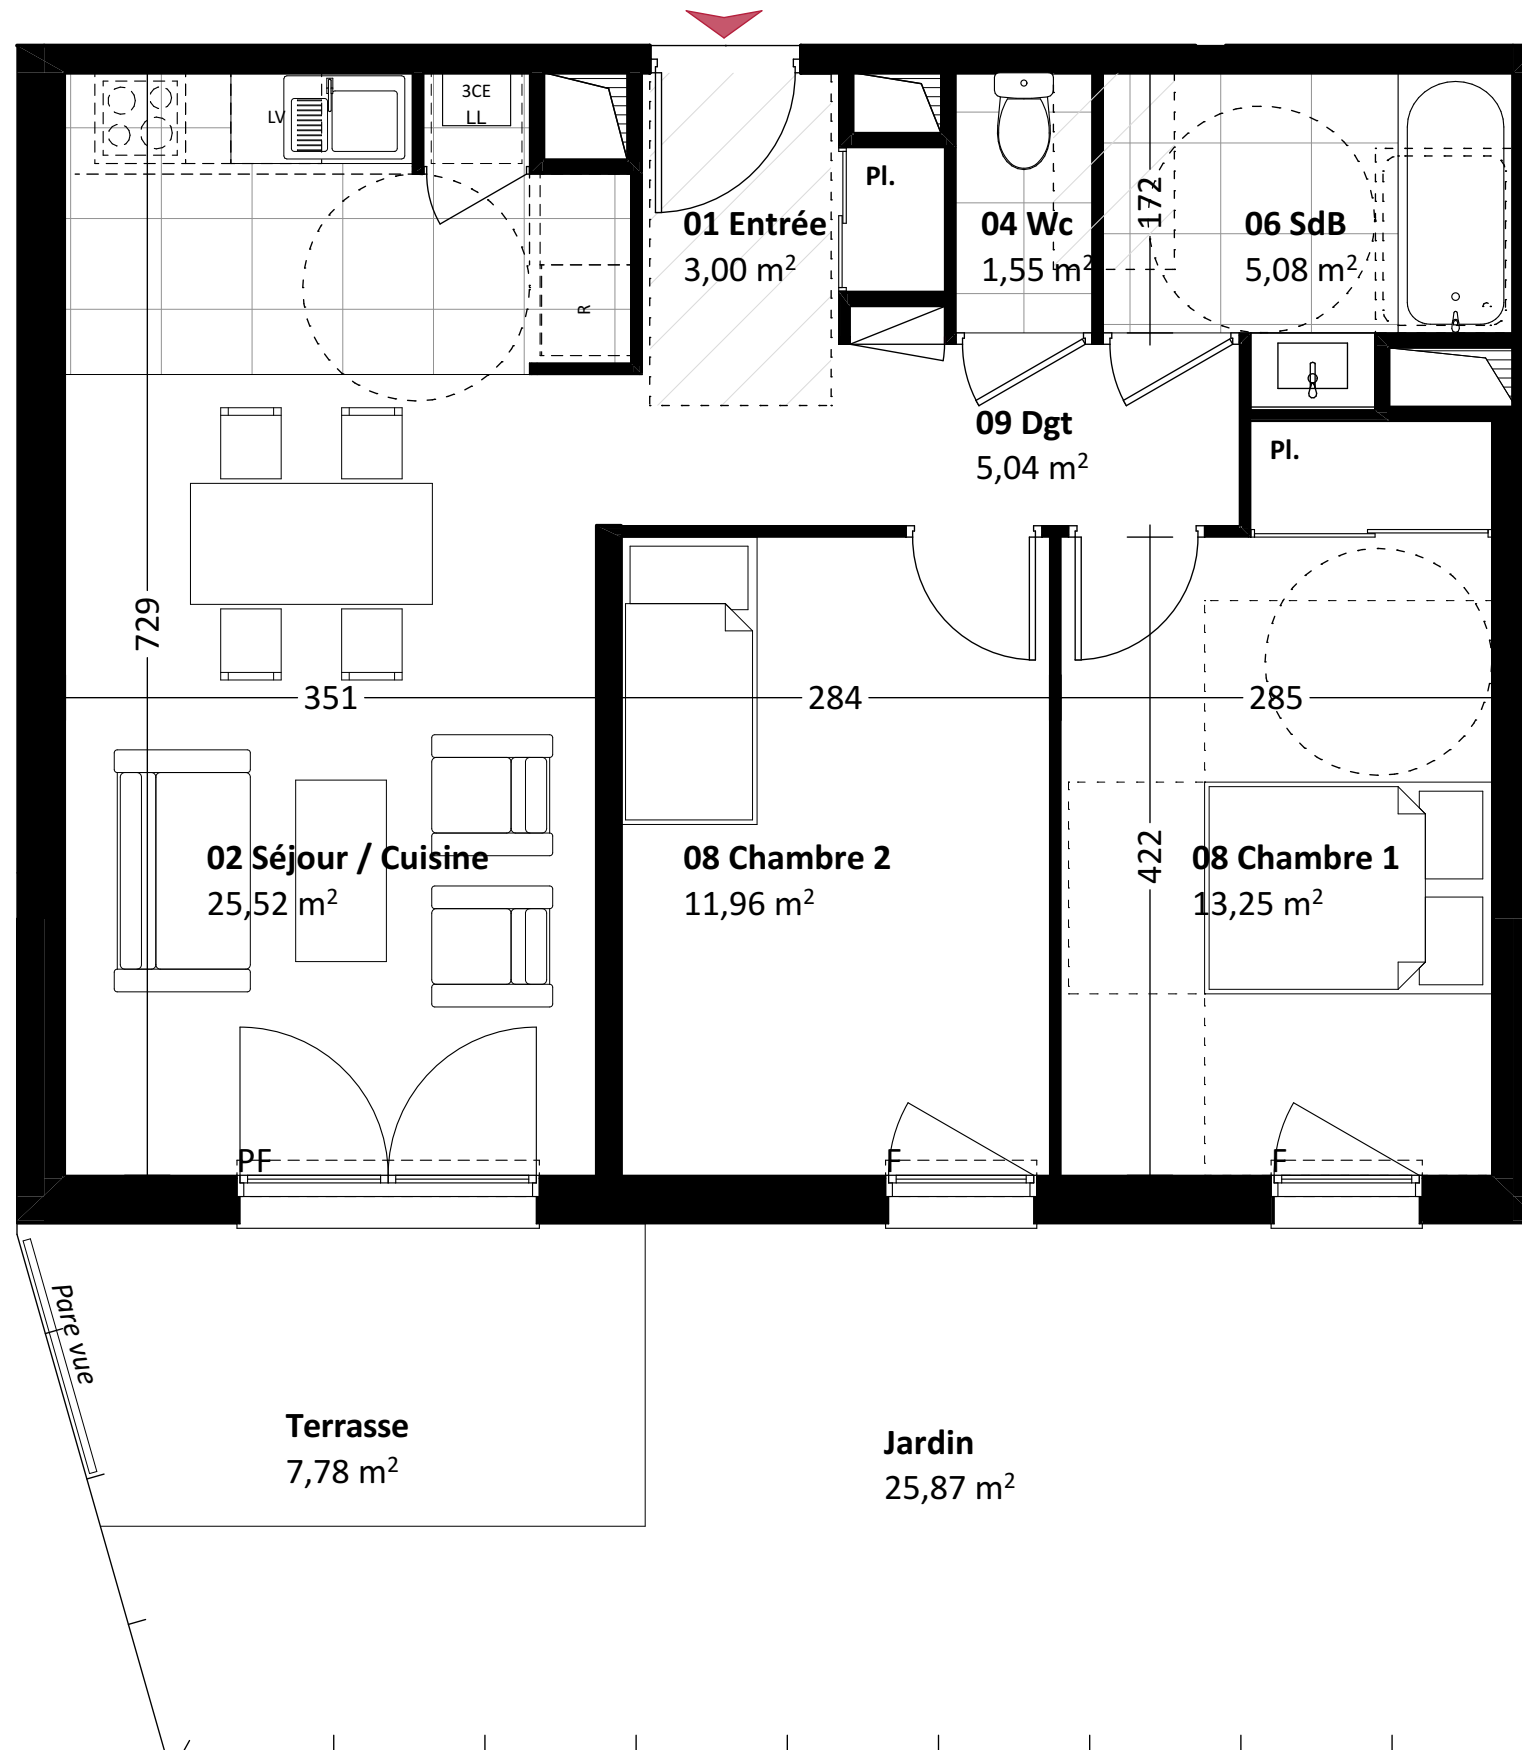 3CE
LL
LV
Pl.
01 Entrée
3,00 m²
04 Wc
1,55 m²
172
06 SdB
5,08 m²
R
09 Dgt
5,04 m²
Pl.
729
351
284
285
02 Séjour / Cuisine
25,52 m²
08 Chambre 2
11,96 m²
422
08 Chambre 1
13,25 m²
PF
F
F
Pare vue
Terrasse
7,78 m²
Jardin
25,87 m²